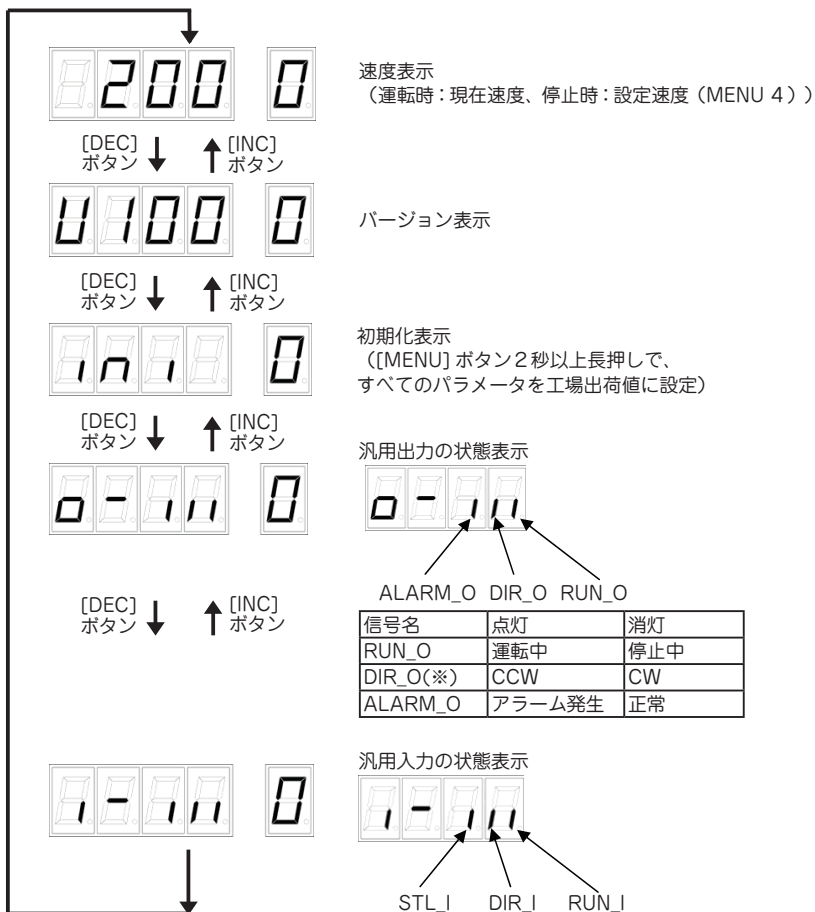 200 0
速度表示
(運転時：現在速度、停止時：設定速度（MENU 4）)
[DEC]
ボタン
[INC]
ボタン
U100 0
バージョン表示
[DEC]
ボタン
[INC]
ボタン
ini 0
初期化表示
（[MENU] ボタン２秒以上長押しで、
すべてのパラメータを工場出荷値に設定）
[DEC]
ボタン
[INC]
ボタン
汎用出力の状態表示
ALARM_O DIR_O RUN_O
[DEC]
ボタン
[INC]
ボタン
信号名 点灯 消灯
RUN_O 運転中 停止中
DIR_O(※) CCW CW
ALARM_O アラーム発生 正常
汎用入力の状態表示
STL_I DIR_I RUN_I